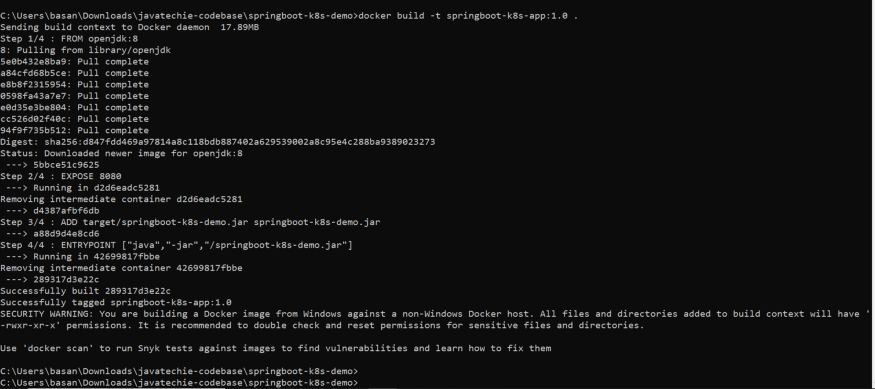 C:\Users\basan\Downloads\javatechie-codebase\springboot-k8s-demo>docker build -t springboot-k8s-app:1.0 .
Sending build context to Docker daemon  17.89MB
Step 1/4 : FROM openjdk:8
8: Pulling from library/openjdk
5e0b432e8ba9: Pull complete
a84cfd68b5ce: Pull complete
e8b8f2315954: Pull complete
0598fa43a7e7: Pull complete
e0d35e3be804: Pull complete
cc526d02f40c: Pull complete
94f9f735b512: Pull complete
Digest: sha256:d847fdd469a97814a8c118bdb887402a629539002a8c95e4c288ba9389023273
Status: Downloaded newer image for openjdk:8
 ---> 5bbce51c9625
Step 2/4 : EXPOSE 8080
 ---> Running in d2d6eadc5281
Removing intermediate container d2d6eadc5281
 ---> d4387afbf6db
Step 3/4 : ADD target/springboot-k8s-demo.jar springboot-k8s-demo.jar
 ---> a88d9d4e8cd6
Step 4/4 : ENTRYPOINT ["java","-jar","/springboot-k8s-demo.jar"]
 ---> Running in 42699817fbbe
Removing intermediate container 42699817fbbe
 ---> 289317d3e22c
Successfully built 289317d3e22c
Successfully tagged springboot-k8s-app:1.0
SECURITY WARNING: You are building a Docker image from Windows against a non-Windows Docker host. All files and directories added to build context will have '
-rwxr-xr-x' permissions. It is recommended to double check and reset permissions for sensitive files and directories.
Use 'docker scan' to run Snyk tests against images to find vulnerabilities and learn how to fix them
C:\Users\basan\Downloads\javatechie-codebase\springboot-k8s-demo>
C:\Users\basan\Downloads\javatechie-codebase\springboot-k8s-demo>